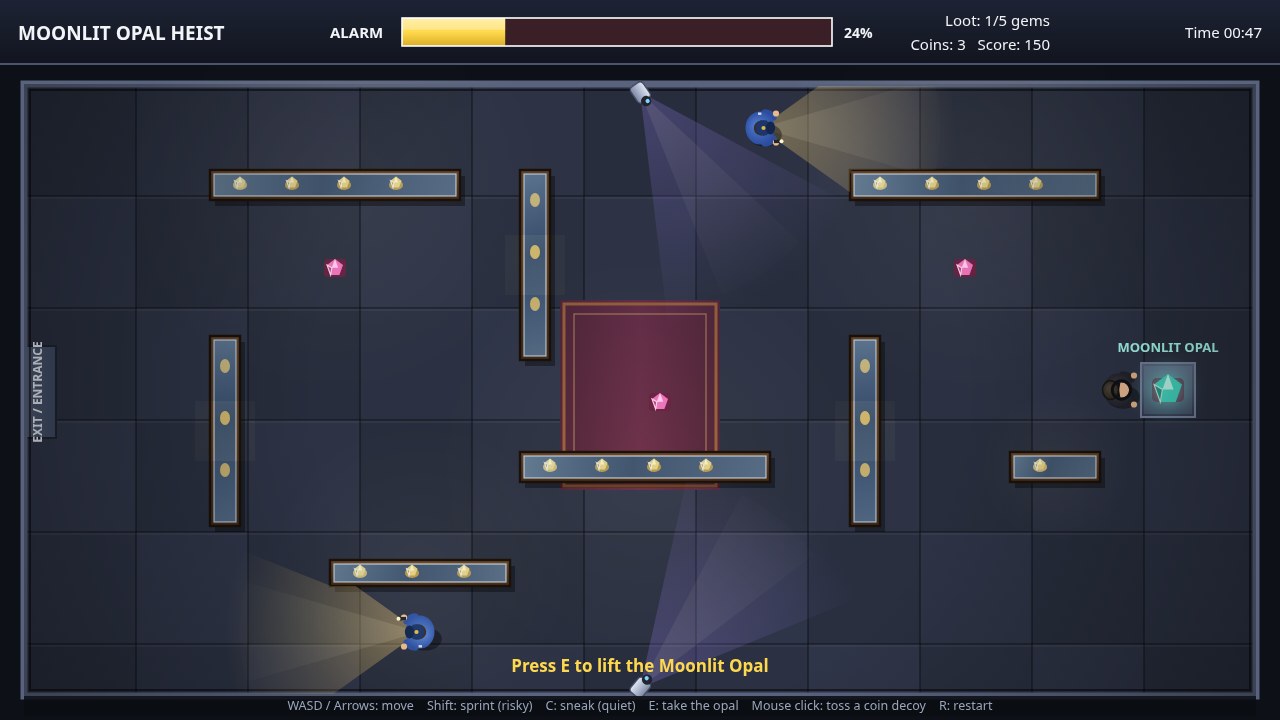 MOONLIT OPAL HEIST
ALARM
24%
Loot: 1/5 gems
Coins: 3 Score: 150
Time 00:47
MOONLIT OPAL
EXIT / ENTRANCE
Press E to lift the Moonlit Opal
WASD / Arrows: move Shift: sprint (risky) C: sneak (quiet) E: take the opal Mouse click: toss a coin decoy R: restart